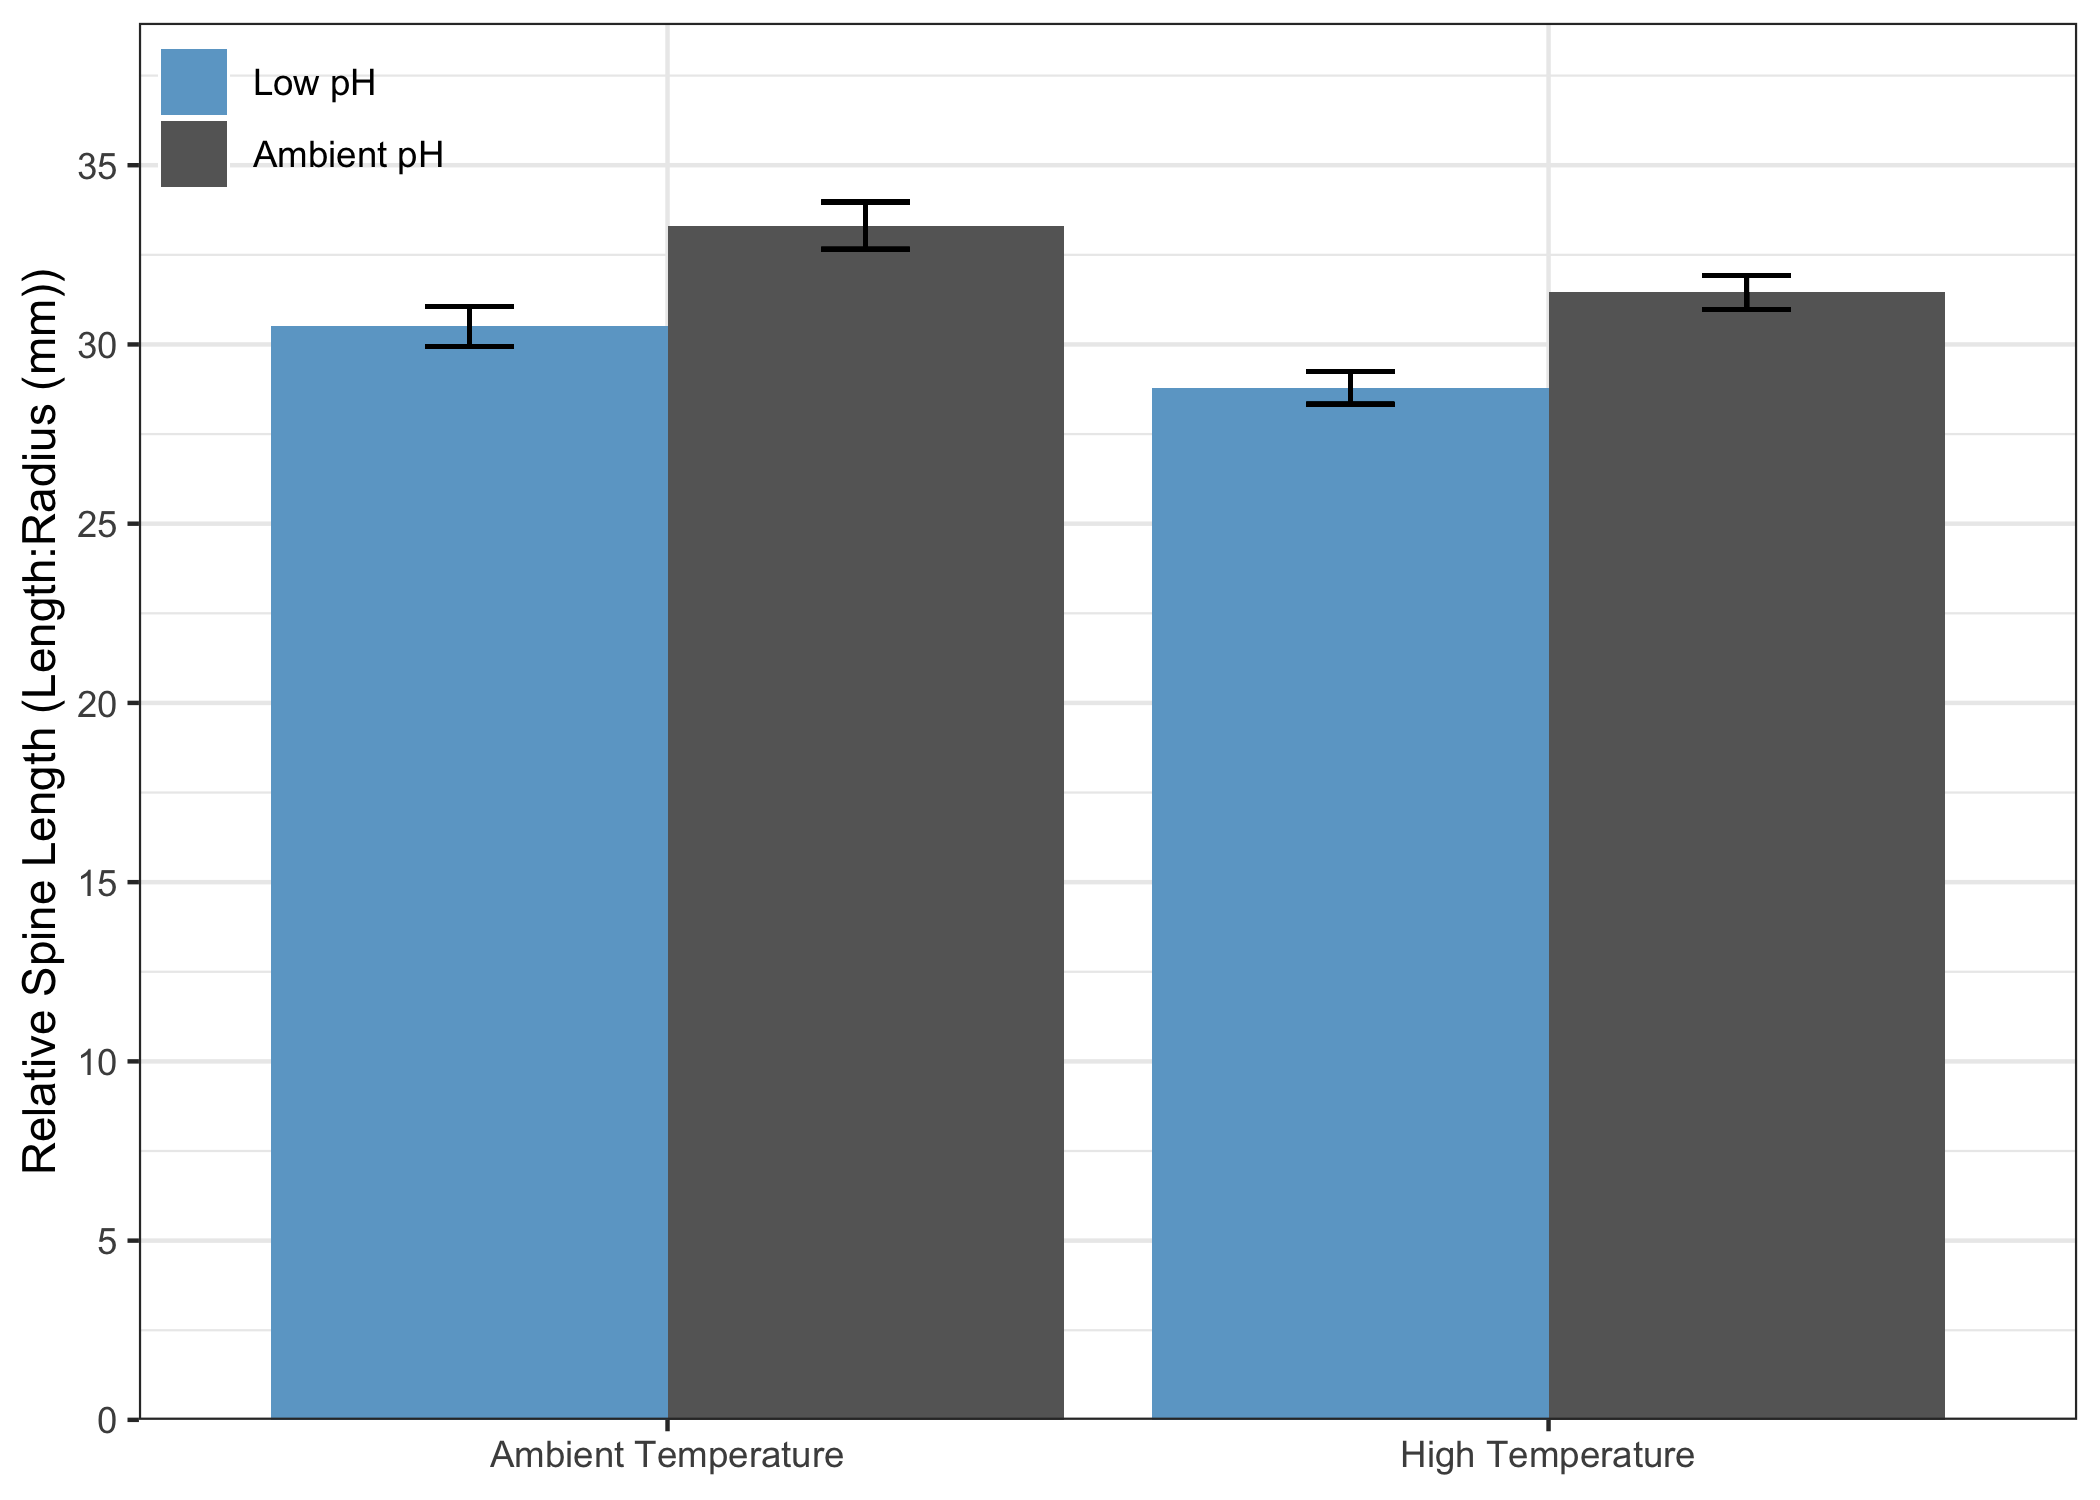 Low pH
Ambient pH
Relative Spine Length (Length:Radius (mm))
35
30
25
20
15
10
5
0
Ambient Temperature
High Temperature